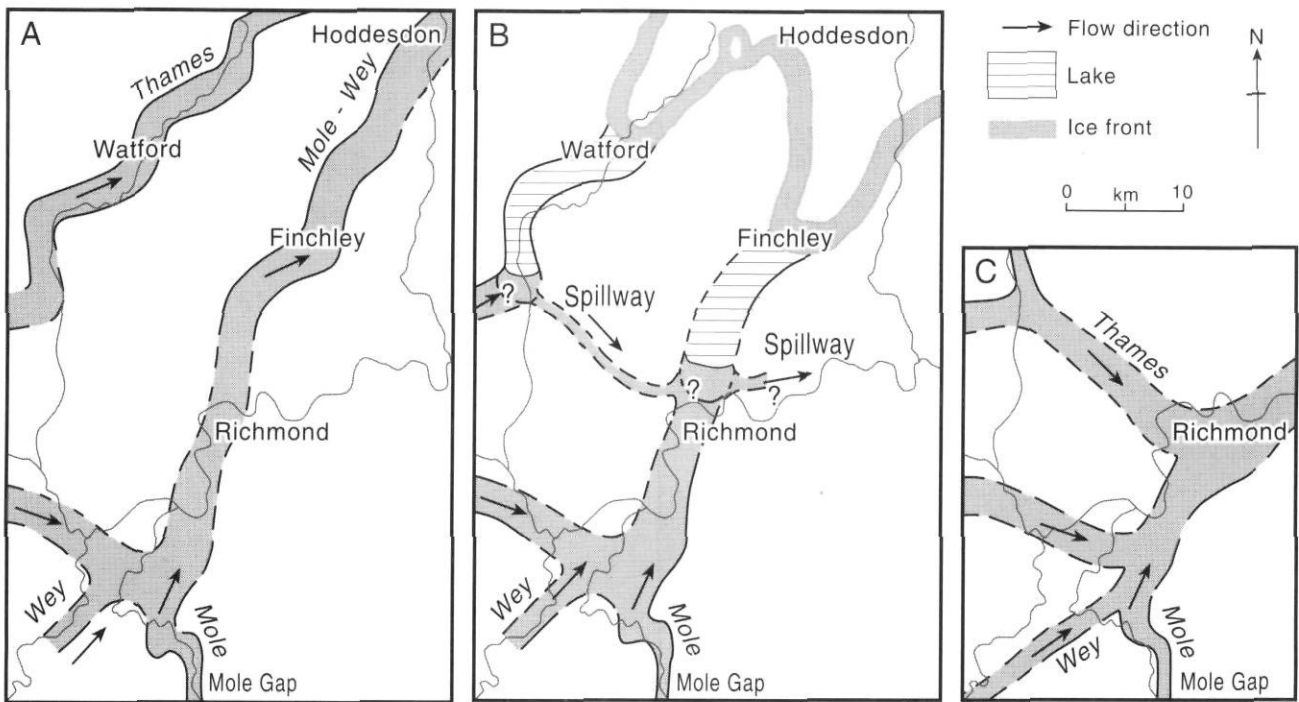 A
Hoddesdon
Thames
Mole - Wey
Watford
Finchley
Richmond
Wey
Mole
Mole Gap
B
Hoddesdon
Watford
Finchley
?
Spillway
Spillway
?
?
Richmond
Wey
Mole
Mole Gap
Flow direction
Lake
Ice front
N
0 km 10
C
Thames
Richmond
Wey
Mole
Mole Gap